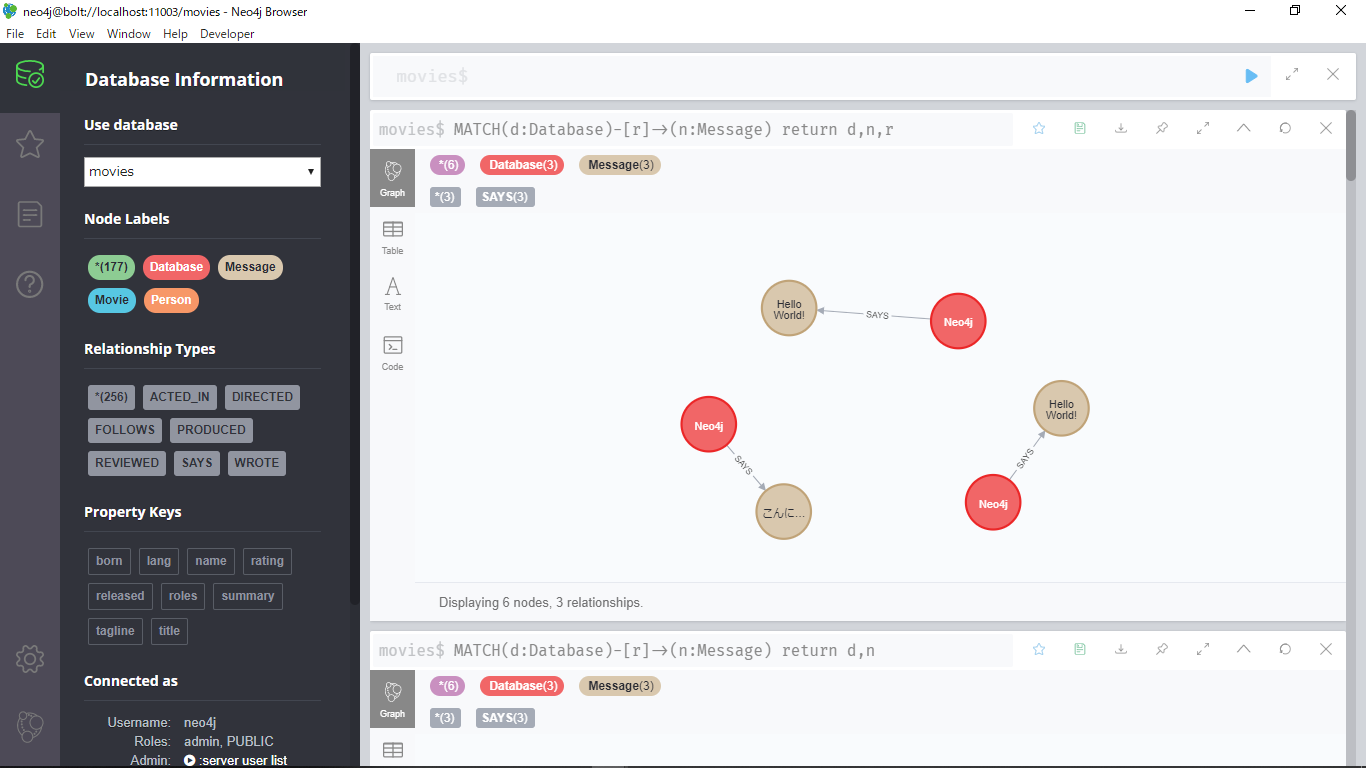 neo4j@bolt://localhost:11003/movies - Neo4j Browser
File Edit View Window Help Developer
Database Information
Use database
movies
Node Labels
*(177) Database Message
Movie Person
Relationship Types
*(256) ACTED_IN DIRECTED
FOLLOWS PRODUCED
REVIEWED SAYS WROTE
Property Keys
born lang name rating
released roles summary
tagline title
Connected as
Username: neo4j
Roles: admin, PUBLIC
Admin: :server user list
movies$
movies$ MATCH(d:Database)-[r]→(n:Message) return d,n,r
Graph
Table
Text
Code
*(6) Database(3) Message(3)
*(3) SAYS(3)
Hello
World!
SAYS
Neo4j
Hello
World!
SAYS
Neo4j
Neo4j
SAYS
こんに...
Displaying 6 nodes, 3 relationships.
movies$ MATCH(d:Database)-[r]→(n:Message) return d,n
Graph
*(6) Database(3) Message(3)
*(3) SAYS(3)